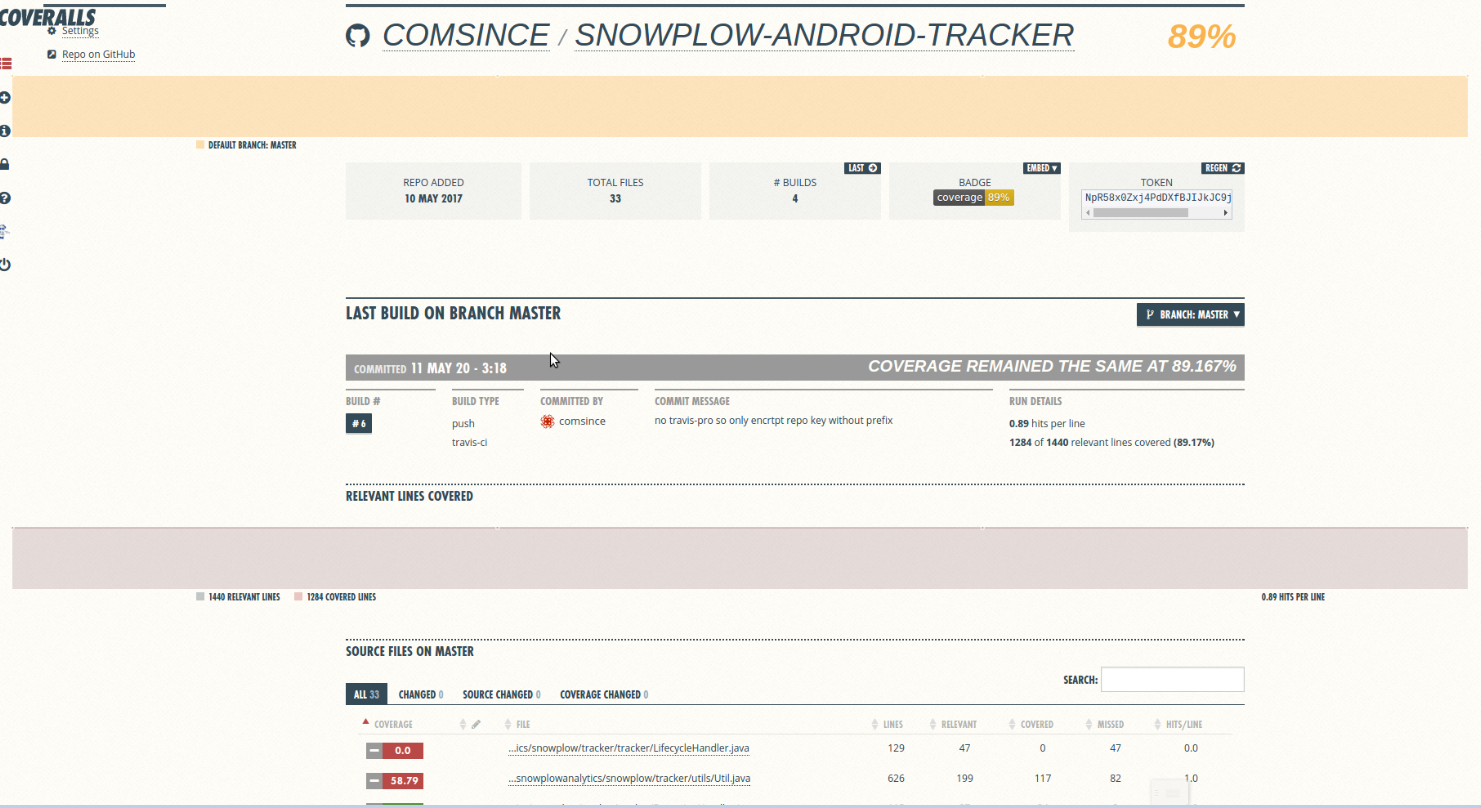 COVERALLS
Settings
Repo on GitHub
COMSINCE / SNOWPLOW-ANDROID-TRACKER 89%
DEFAULT BRANCH: MASTER
LAST EMBED ▾ REGEN
REPO ADDED TOTAL FILES # BUILDS BADGE TOKEN
10 MAY 2017 33 4 coverage 89% NpR58x0Zxj4PdDXfBJIJkJC9j
LAST BUILD ON BRANCH MASTER BRANCH: MASTER ▾
COMMITTED 11 MAY 20 - 3:18 COVERAGE REMAINED THE SAME AT 89.167%
BUILD # BUILD TYPE COMMITTED BY COMMIT MESSAGE RUN DETAILS
# 6 push comsince no travis-pro so only encrtpt repo key without prefix 0.89 hits per line
travis-ci 1284 of 1440 relevant lines covered (89.17%)
RELEVANT LINES COVERED
1440 RELEVANT LINES 1284 COVERED LINES 0.89 HITS PER LINE
SOURCE FILES ON MASTER
SEARCH:
ALL 33 CHANGED 0 SOURCE CHANGED 0 COVERAGE CHANGED 0
COVERAGE FILE LINES RELEVANT COVERED MISSED HITS/LINE
0.0 ...ics/snowplow/tracker/tracker/LifecycleHandler.java 129 47 0 47 0.0
58.79 ...snowplowanalytics/snowplow/tracker/utils/Util.java 626 199 117 82 1.0